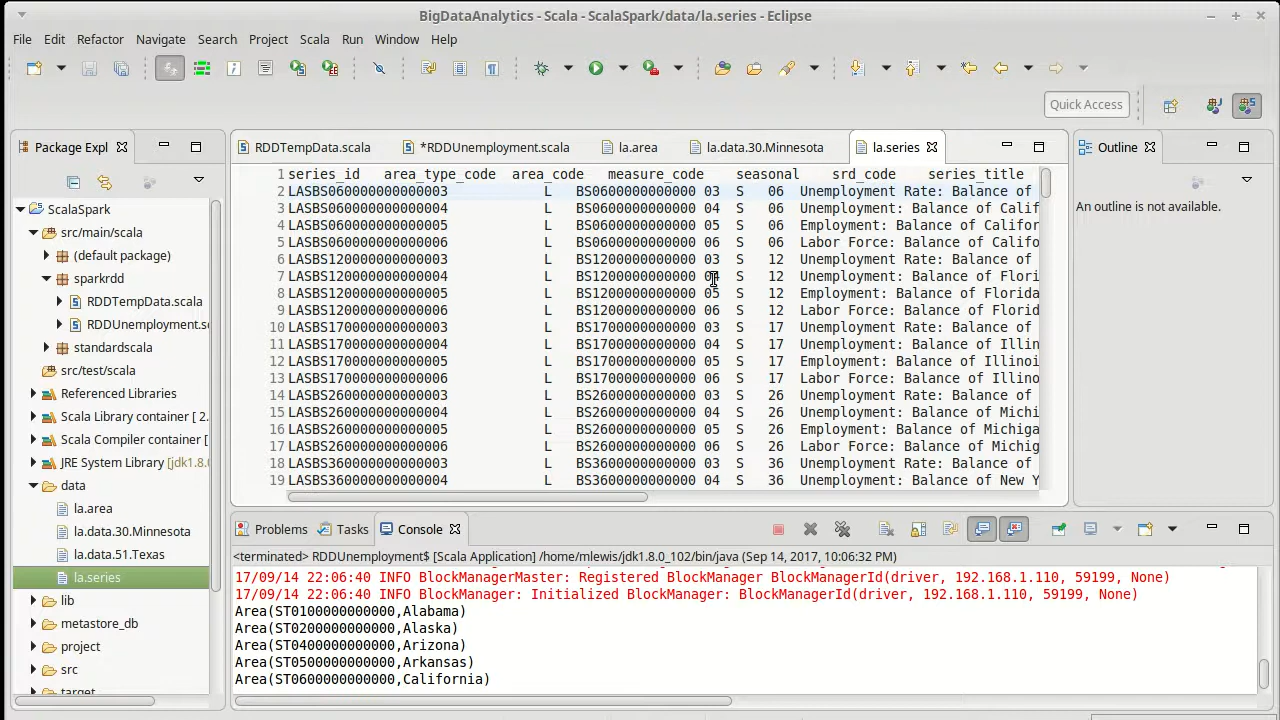 BigDataAnalytics - Scala - ScalaSpark/data/la.series - Eclipse
File Edit Refactor Navigate Search Project Scala Run Window Help
Quick Access
Package Expl
RDDTempData.scala *RDDUnemployment.scala la.area la.data.30.Minnesota la.series
Outline
An outline is not available.
ScalaSpark
src/main/scala
(default package)
sparkrdd
RDDTempData.scala
RDDUnemployment.sc
standardscala
src/test/scala
Referenced Libraries
Scala Library container [ 2.
Scala Compiler container [
JRE System Library [jdk1.8.0
data
la.area
la.data.30.Minnesota
la.data.51.Texas
la.series
lib
metastore_db
project
src
target
1 series_id area_type_code area_code measure_code seasonal srd_code series_title
2 LASBS060000000000003 L BS0600000000000 03 S 06 Unemployment Rate: Balance of
3 LASBS060000000000004 L BS0600000000000 04 S 06 Unemployment: Balance of Calif
4 LASBS060000000000005 L BS0600000000000 05 S 06 Employment: Balance of Califor
5 LASBS060000000000006 L BS0600000000000 06 S 06 Labor Force: Balance of Califo
6 LASBS120000000000003 L BS1200000000000 03 S 12 Unemployment Rate: Balance of
7 LASBS120000000000004 L BS1200000000000 04 S 12 Unemployment: Balance of Flori
8 LASBS120000000000005 L BS1200000000000 05 S 12 Employment: Balance of Florida
9 LASBS120000000000006 L BS1200000000000 06 S 12 Labor Force: Balance of Florid
10 LASBS170000000000003 L BS1700000000000 03 S 17 Unemployment Rate: Balance of
11 LASBS170000000000004 L BS1700000000000 04 S 17 Unemployment: Balance of Illin
12 LASBS170000000000005 L BS1700000000000 05 S 17 Employment: Balance of Illinoi
13 LASBS170000000000006 L BS1700000000000 06 S 17 Labor Force: Balance of Illino
14 LASBS260000000000003 L BS2600000000000 03 S 26 Unemployment Rate: Balance of
15 LASBS260000000000004 L BS2600000000000 04 S 26 Unemployment: Balance of Michi
16 LASBS260000000000005 L BS2600000000000 05 S 26 Employment: Balance of Michiga
17 LASBS260000000000006 L BS2600000000000 06 S 26 Labor Force: Balance of Michig
18 LASBS360000000000003 L BS3600000000000 03 S 36 Unemployment Rate: Balance of
19 LASBS360000000000004 L BS3600000000000 04 S 36 Unemployment: Balance of New Y
Problems Tasks Console
<terminated> RDDUnemployment$ [Scala Application] /home/mlewis/jdk1.8.0_102/bin/java (Sep 14, 2017, 10:06:32 PM)
17/09/14 22:06:40 INFO BlockManagerMaster: Registered BlockManager BlockManagerId(driver, 192.168.1.110, 59199, None)
17/09/14 22:06:40 INFO BlockManager: Initialized BlockManager: BlockManagerId(driver, 192.168.1.110, 59199, None)
Area(ST0100000000000,Alabama)
Area(ST0200000000000,Alaska)
Area(ST0400000000000,Arizona)
Area(ST0500000000000,Arkansas)
Area(ST0600000000000,California)